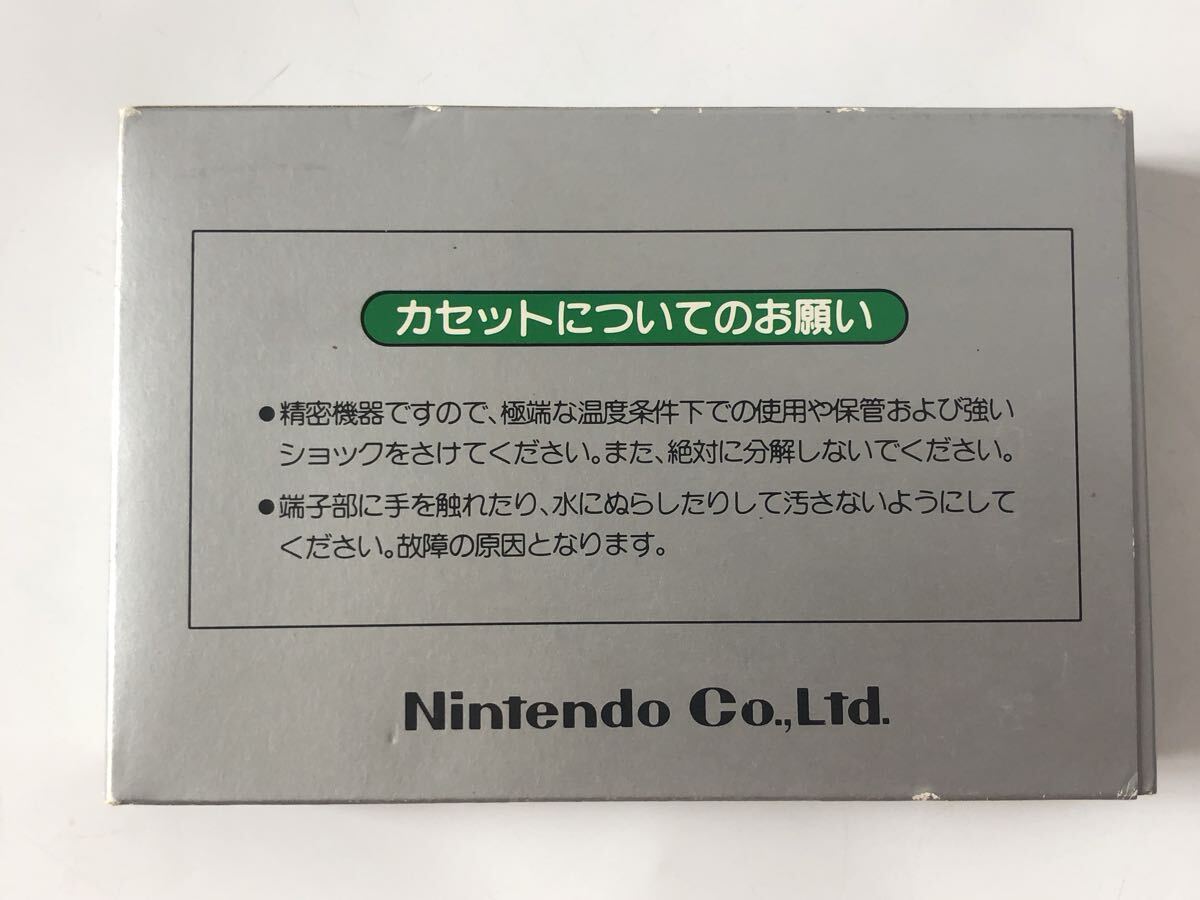 カセットについてのお願い
●精密機器ですので、極端な温度条件下での使用や保管および強い
ショックをさけてください。また、絶対に分解しないでください。
●端子部に手を触れたり、水にぬらしたりして汚さないようにして
ください。故障の原因となります。
Nintendo Co.,Ltd.